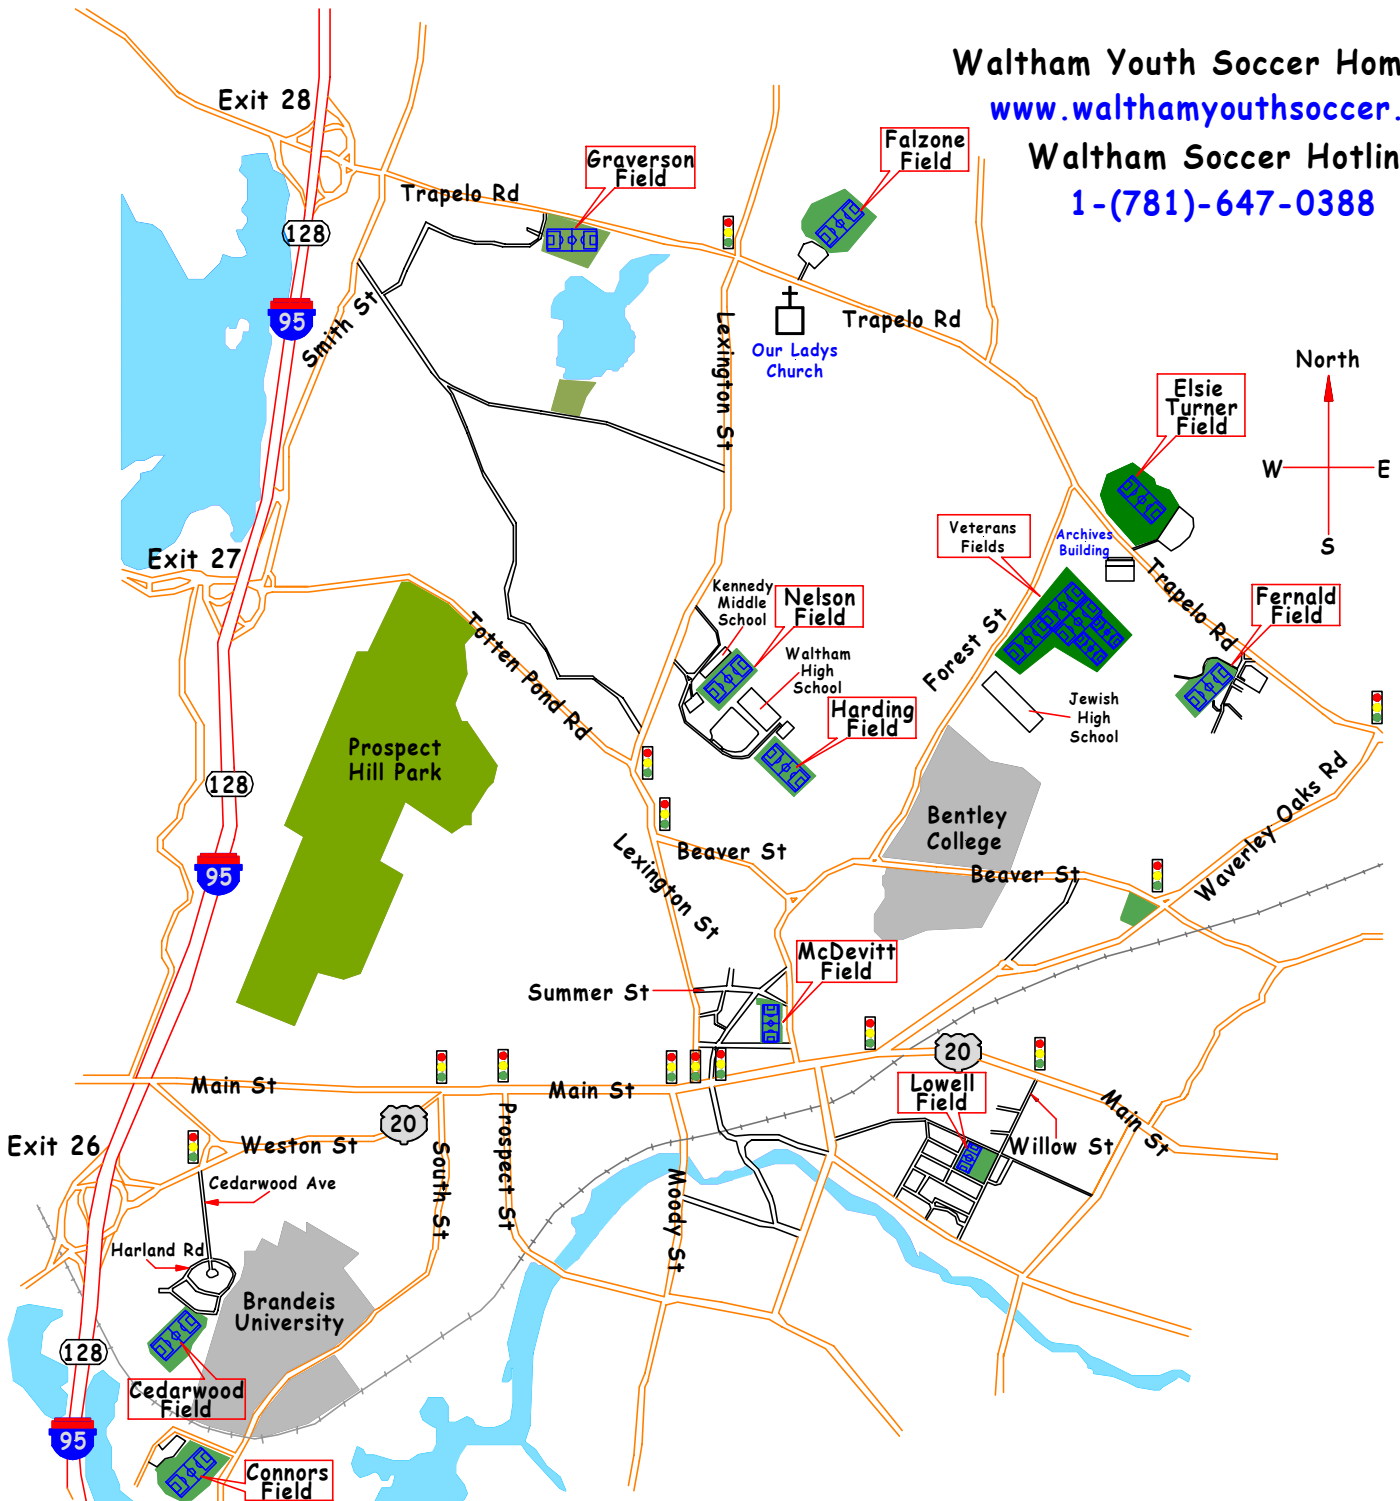 Waltham Youth Soccer Hom
www.walthamyouthsoccer.
Waltham Soccer Hotlin
1-(781)-647-0388
Exit 28
Falzone
Field
Graverson
Field
Trapelo Rd
128
95
Smith St
Lexington St
Trapelo Rd
Our Ladys
Church
North
W
E
S
Elsie
Turner
Field
Veterans
Fields
Archives
Building
Exit 27
Trapelo Rd
Kennedy
Middle
School
Nelson
Field
Fernald
Field
Totten Pond Rd
Waltham
High
School
Forest St
Harding
Field
Jewish
High
School
Prospect
Hill Park
128
Bentley
College
Waverley Oaks Rd
95
Lexington St
Beaver St
Beaver St
McDevitt
Field
Summer St
20
Main St
Main St
Lowell
Field
Main St
20
Prospect St
Exit 26
Weston St
South St
Willow St
Cedarwood Ave
Moody St
Harland Rd
Brandeis
University
128
Cedarwood
Field
95
Connors
Field